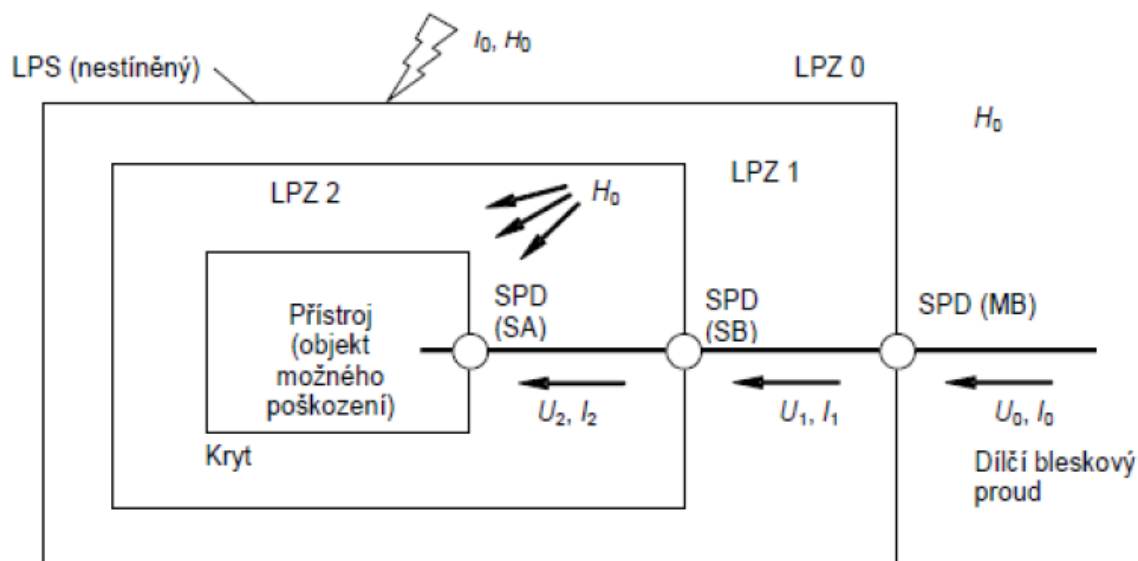 I0, H0
LPS (nestíněný)
LPZ 0
H0
LPZ 1
LPZ 2
H0
SPD
(SA)
SPD
(SB)
SPD (MB)
Přístroj
(objekt
možného
poškození)
U2, I2
U1, I1
U0, I0
Kryt
Dílčí bleskový
proud